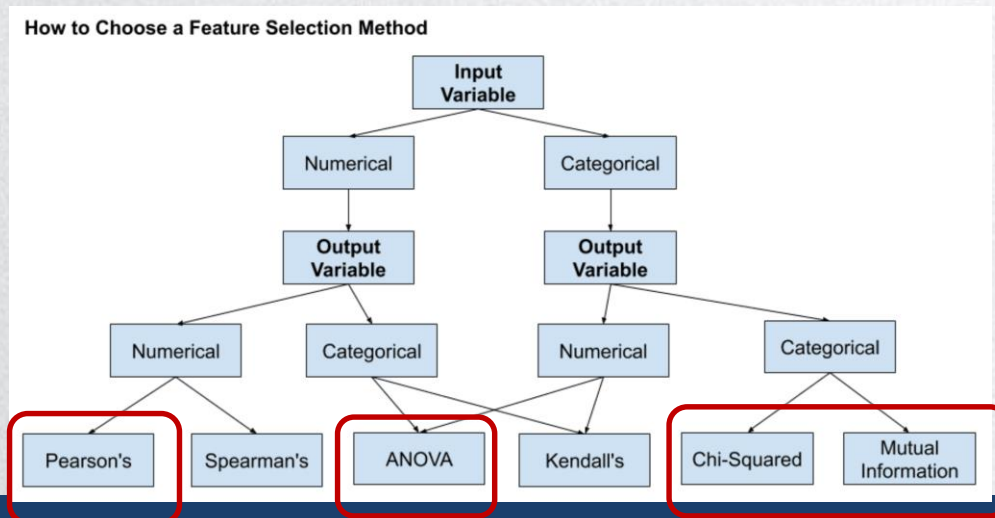 How to Choose a Feature Selection Method
Input
Variable
Numerical
Categorical
Output
Variable
Output
Variable
Numerical
Categorical
Numerical
Categorical
Pearson's
Spearman's
ANOVA
Kendall's
Chi-Squared
Mutual
Information